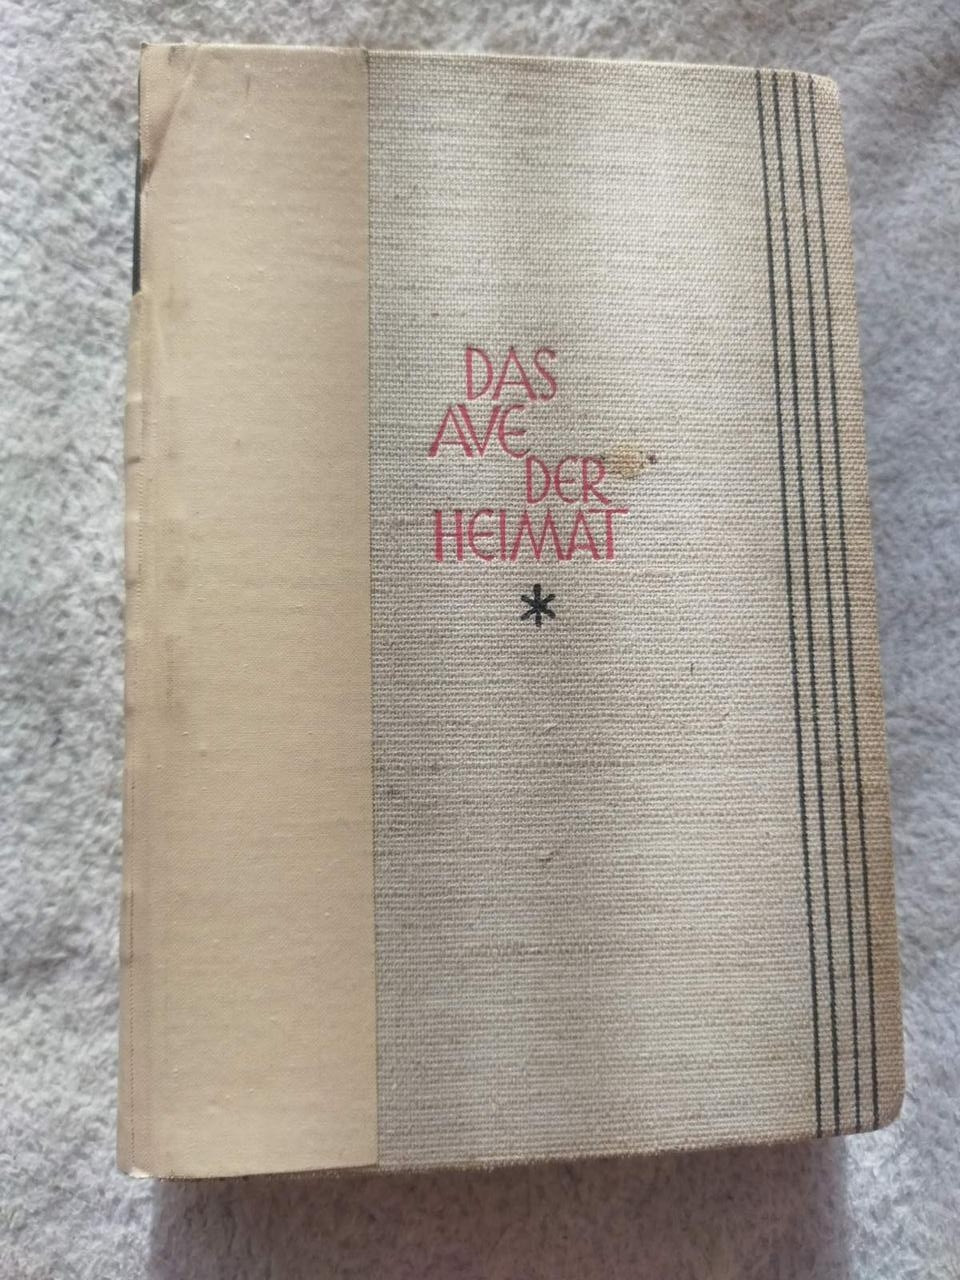 DAS
AVE
DER
HEIMAT
*